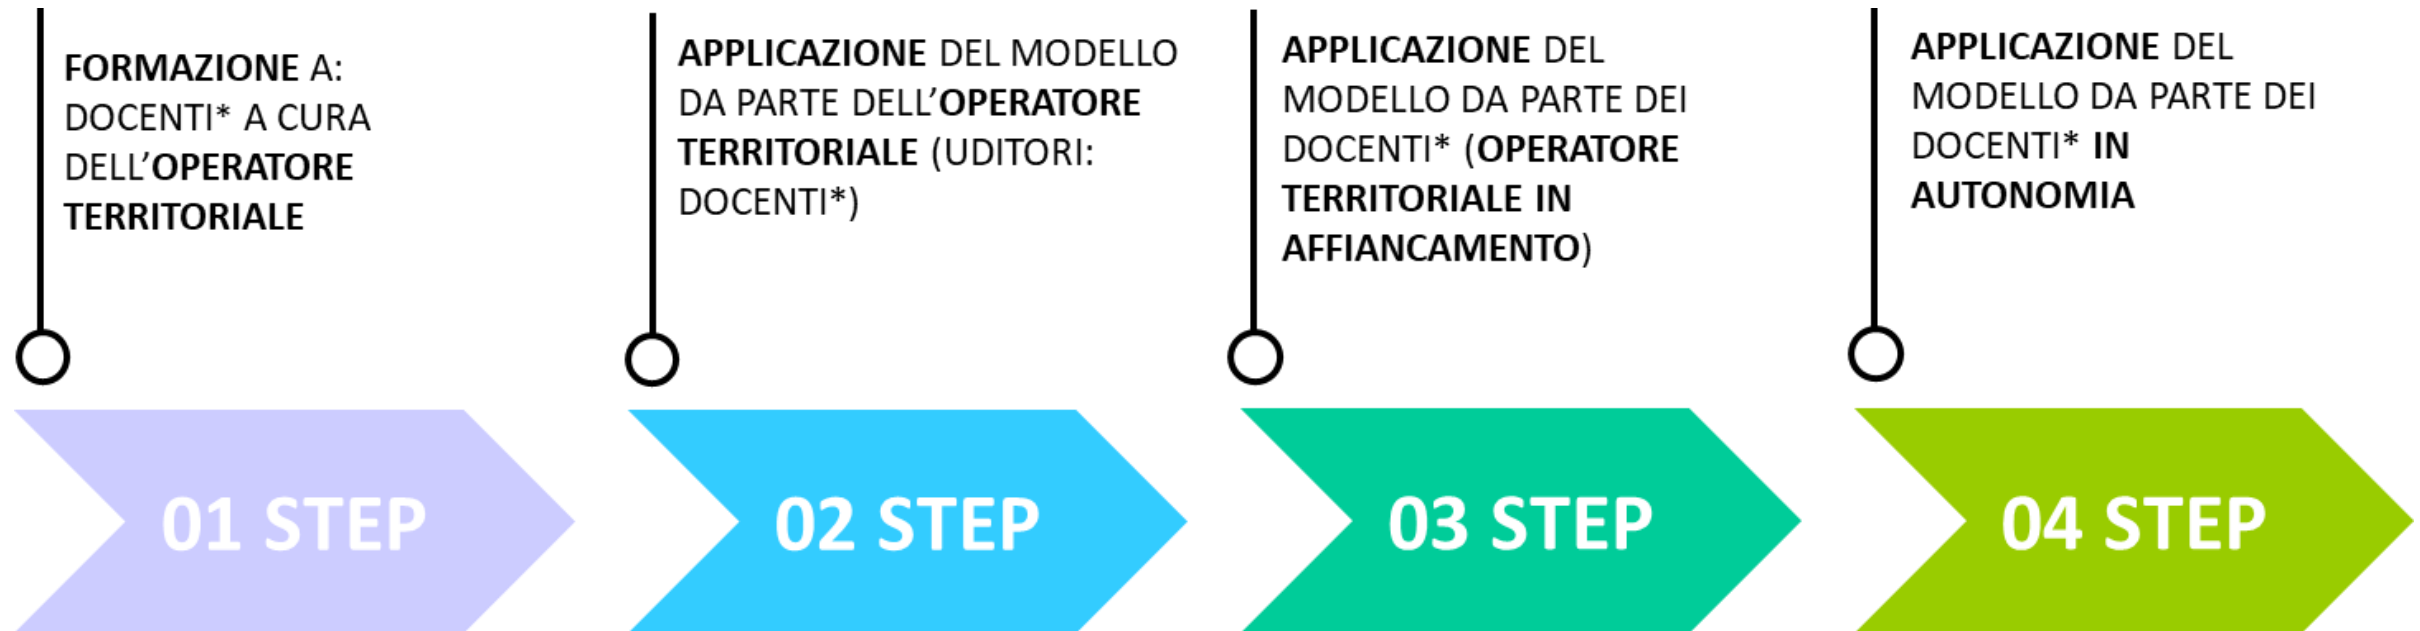 FORMAZIONE A:
DOCENTI* A CURA
DELL’OPERATORE
TERRITORIALE
APPLICAZIONE DEL MODELLO
DA PARTE DELL’OPERATORE
TERRITORIALE (UDITORI:
DOCENTI*)
APPLICAZIONE DEL
MODELLO DA PARTE DEI
DOCENTI* (OPERATORE
TERRITORIALE IN
AFFIANCAMENTO)
APPLICAZIONE DEL
MODELLO DA PARTE DEI
DOCENTI* IN
AUTONOMIA
01 STEP
02 STEP
03 STEP
04 STEP